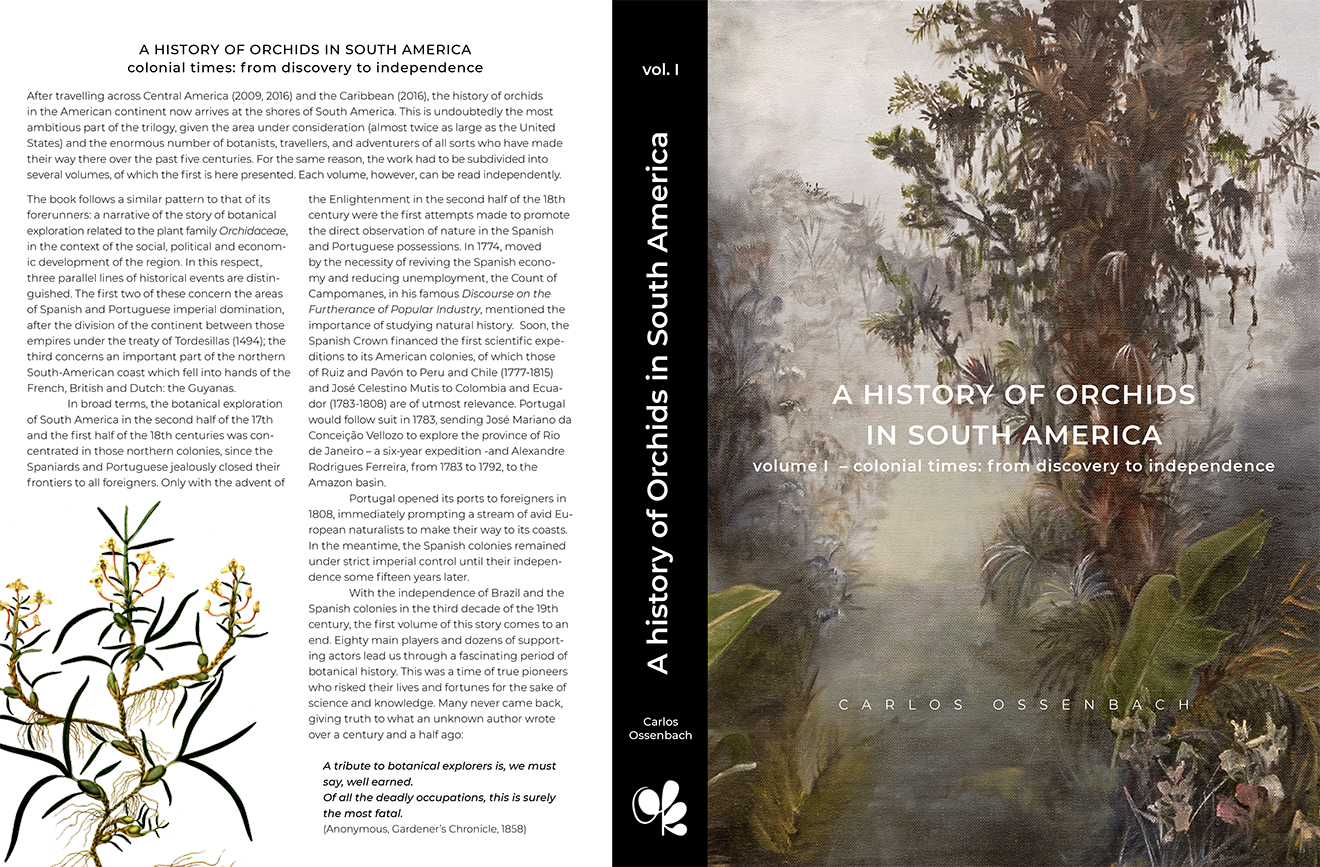 A HISTORY OF ORCHIDS IN SOUTH AMERICA
colonial times: from discovery to independence
After travelling across Central America (2009, 2016) and the Caribbean (2016), the history of orchids
in the American continent now arrives at the shores of South America. This is undoubtedly the most
ambitious part of the trilogy, given the area under consideration (almost twice as large as the United
States) and the enormous number of botanists, travellers, and adventurers of all sorts who have made
their way there over the past five centuries. For the same reason, the work had to be subdivided into
several volumes, of which the first is here presented. Each volume, however, can be read independently.
The book follows a similar pattern to that of its
forerunners: a narrative of the story of botanical
exploration related to the plant family Orchidaceae,
in the context of the social, political and econom-
ic development of the region. In this respect,
three parallel lines of historical events are distin-
guished. The first two of these concern the areas
of Spanish and Portuguese imperial domination,
after the division of the continent between those
empires under the treaty of Tordesillas (1494); the
third concerns an important part of the northern
South-American coast which fell into hands of the
French, British and Dutch: the Guyanas.
In broad terms, the botanical exploration
of South America in the second half of the 17th
and the first half of the 18th centuries was con-
centrated in those northern colonies, since the
Spaniards and Portuguese jealously closed their
frontiers to all foreigners. Only with the advent of
the Enlightenment in the second half of the 18th
century were the first attempts made to promote
the direct observation of nature in the Spanish
and Portuguese possessions. In 1774, moved
by the necessity of reviving the Spanish econo-
my and reducing unemployment, the Count of
Campomanes, in his famous Discourse on the
Furtherance of Popular Industry, mentioned the
importance of studying natural history. Soon, the
Spanish Crown financed the first scientific expe-
ditions to its American colonies, of which those
of Ruiz and Pavón to Peru and Chile (1777-1815)
and José Celestino Mutis to Colombia and Ecua-
dor (1783-1808) are of utmost relevance. Portugal
would follow suit in 1783, sending José Mariano da
Conceição Vellozo to explore the province of Rio
de Janeiro – a six-year expedition -and Alexandre
Rodrigues Ferreira, from 1783 to 1792, to the
Amazon basin.
Portugal opened its ports to foreigners in
1808, immediately prompting a stream of avid Eu-
ropean naturalists to make their way to its coasts.
In the meantime, the Spanish colonies remained
under strict imperial control until their indepen-
dence some fifteen years later.
With the independence of Brazil and the
Spanish colonies in the third decade of the 19th
century, the first volume of this story comes to an
end. Eighty main players and dozens of support-
ing actors lead us through a fascinating period of
botanical history. This was a time of true pioneers
who risked their lives and fortunes for the sake of
science and knowledge. Many never came back,
giving truth to what an unknown author wrote
over a century and a half ago:
A tribute to botanical explorers is, we must
say, well earned.
Of all the deadly occupations, this is surely
the most fatal.
(Anonymous, Gardener's Chronicle, 1858)
vol. I
A history of Orchids in South America
Carlos
Ossenbach
A HISTORY OF ORCHIDS
IN SOUTH AMERICA
volume I – colonial times: from discovery to independence
CARLOS OSSENBACH